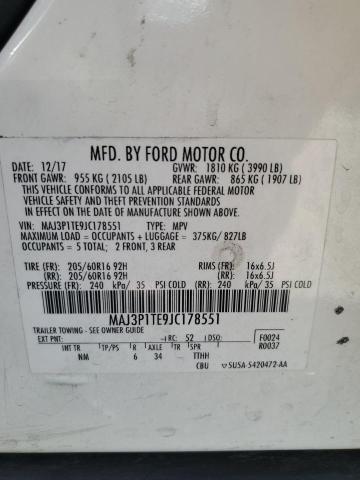 MFD. BY FORD MOTOR CO.
DATE: 12/17 GVWR: 1810 KG ( 3990 LB)
FRONT GAWR: 955 KG ( 2105 LB) REAR GAWR: 865 KG ( 1907 LB)
THIS VEHICLE CONFORMS TO ALL APPLICABLE FEDERAL MOTOR
VEHICLE SAFETY AND THEFT PREVENTION STANDARDS IN
EFFECT ON THE DATE OF MANUFACTURE SHOWN ABOVE.
VIN: MAJ3P1TE9JC178551 TYPE: MPV
MAXIMUM LOAD = OCCUPANTS + LUGGAGE = 375KG/ 827LB
OCCUPANTS = 5 TOTAL; 2 FRONT, 3 REAR
TIRE (FR): 205/60R16 92H RIMS (FR): 16x6.5J
(RR): 205/60R16 92H (RR): 16x6.5J
PRESSURE (FR): 240 kPa/ 35 PSI COLD (RR): 240 kPa/ 35 PSI COLD
MAJ3P1TE9JC178551
TRAILER TOWING - SEE OWNER GUIDE
EXT PNT: RC: 52 DSO: F0024
R0037
INT TR TP/PS R AXLE TR SPR
NM 6 34 TTHH
CBU SUSA-5420472-AA